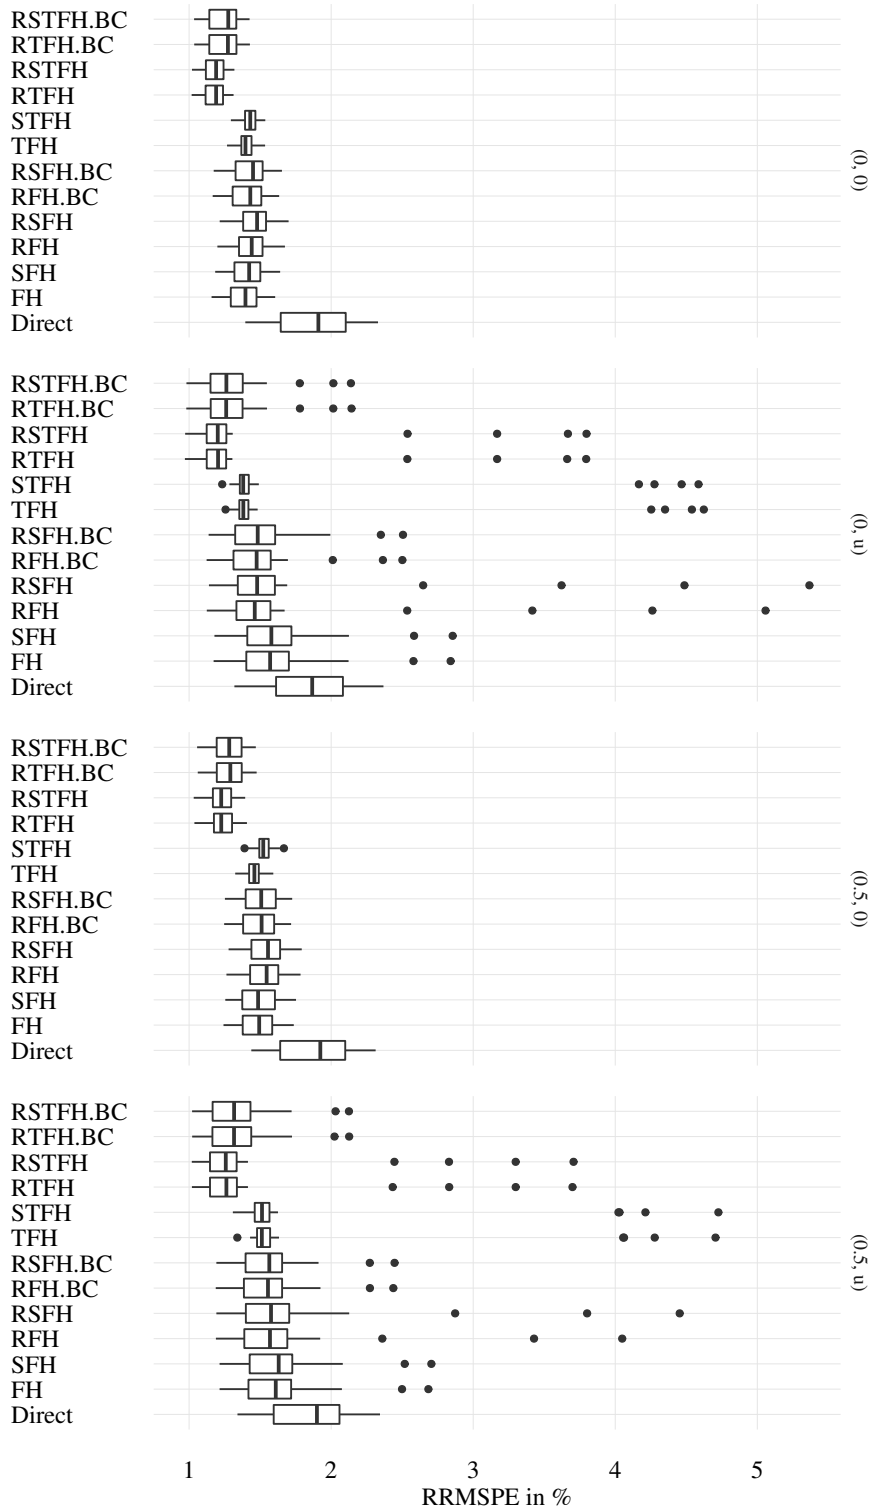 RSTFH.BC
RTFH.BC
RSTFH
RTFH
STFH
TFH
RSFH.BC
RFH.BC
RSFH
RFH
SFH
FH
Direct
(0, 0)
RSTFH.BC
RTFH.BC
RSTFH
RTFH
STFH
TFH
RSFH.BC
RFH.BC
RSFH
RFH
SFH
FH
Direct
(0, u)
RSTFH.BC
RTFH.BC
RSTFH
RTFH
STFH
TFH
RSFH.BC
RFH.BC
RSFH
RFH
SFH
FH
Direct
(0.5, 0)
RSTFH.BC
RTFH.BC
RSTFH
RTFH
STFH
TFH
RSFH.BC
RFH.BC
RSFH
RFH
SFH
FH
Direct
(0.5, u)
1 2 3 4 5
RRMSPE in %